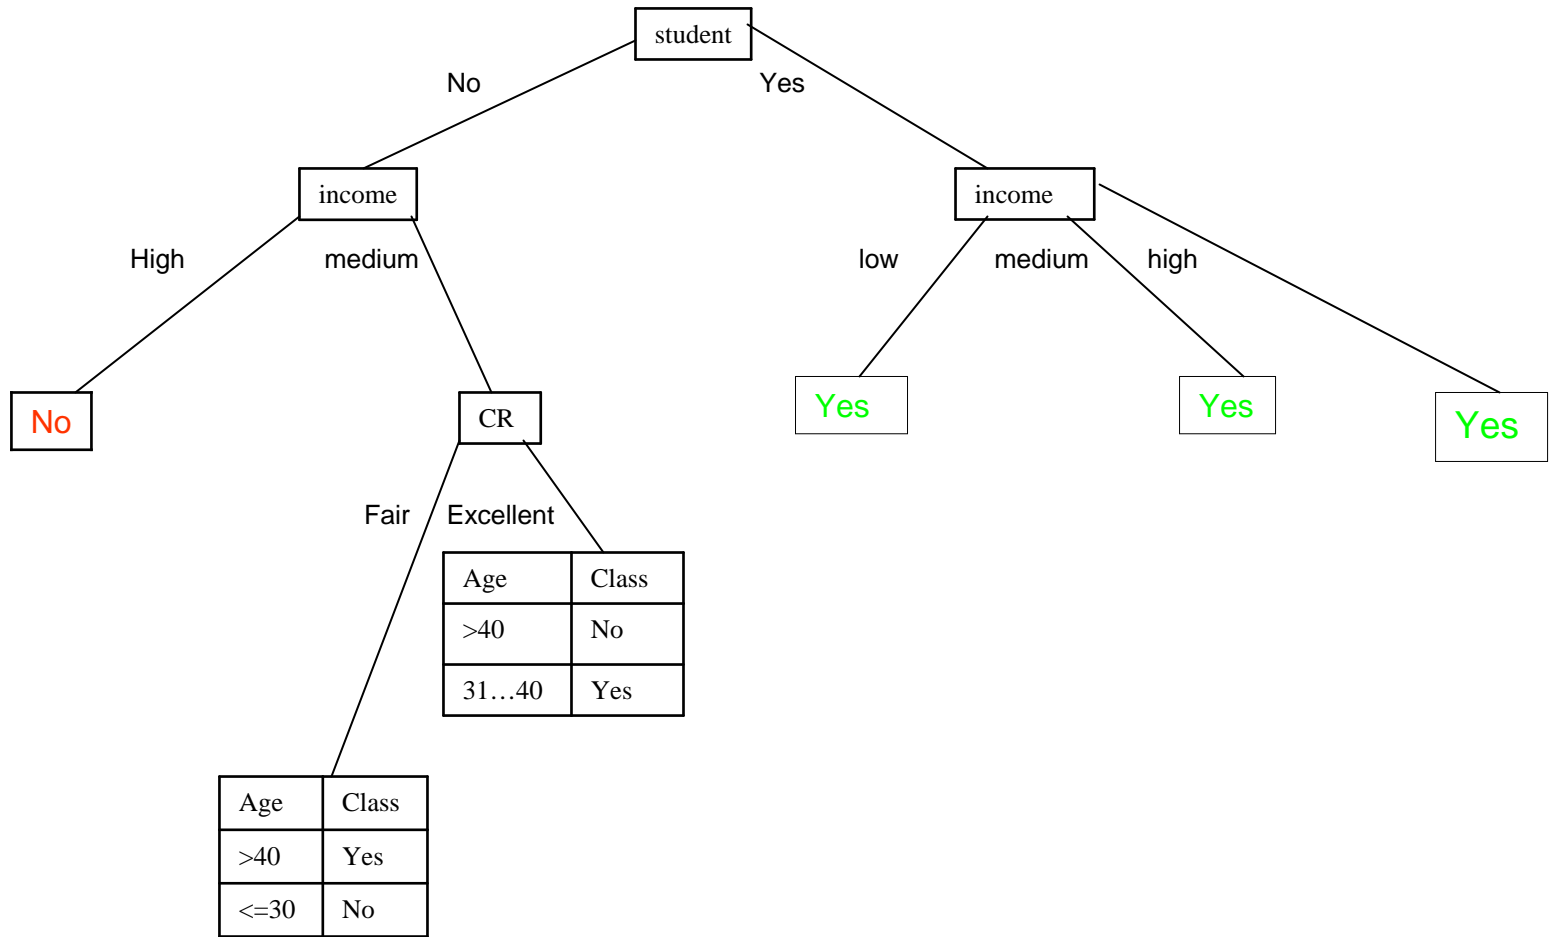 student
No
Yes
income
income
High
medium
low
medium
high
No
CR
Yes
Yes
Yes
Fair
Excellent
Age Class
>40 No
31…40 Yes
Age Class
>40 Yes
<=30 No